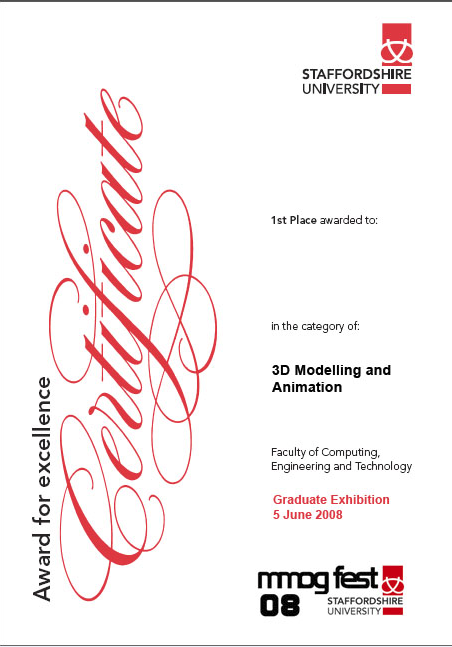 STAFFORDSHIRE
UNIVERSITY
Award for excellence
Certificate
1st Place awarded to:
in the category of:
3D Modelling and
Animation
Faculty of Computing,
Engineering and Technology
Graduate Exhibition
5 June 2008
mmog fest
08
STAFFORDSHIRE
UNIVERSITY